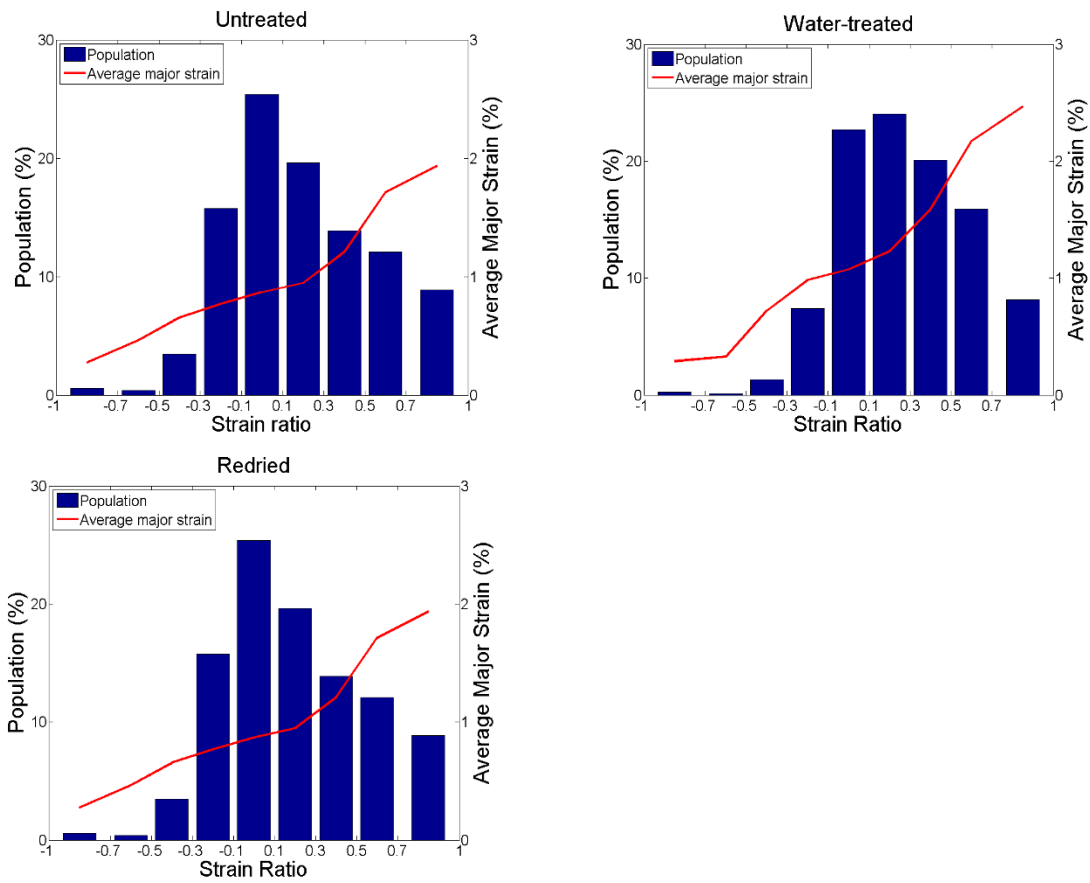 Untreated
Population
Average major strain
Population (%)
30
20
10
0
3
2
1
0
Average Major Strain (%)
-1 -0.7 -0.5 -0.3 -0.1 0.1 0.3 0.5 0.7 1
Strain ratio
Water-treated
Population
Average major strain
Population (%)
30
20
10
0
3
2
1
0
Average Major Strain (%)
-1 -0.7 -0.5 -0.3 -0.1 0.1 0.3 0.5 0.7 1
Strain Ratio
Redried
Population
Average major strain
Population (%)
30
20
10
0
3
2
1
0
Average Major Strain (%)
-1 -0.7 -0.5 -0.3 -0.1 0.1 0.3 0.5 0.7 1
Strain Ratio